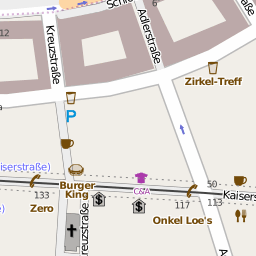 Schl
12
Kreuzstraße
Adlerstraße
6
Zirkel-Treff
P
iserstraße)
Burger
King
C&A
50
Kaisers
133
113
117
Zero
Onkel Loe's
Kreuzstraße
$
$
A